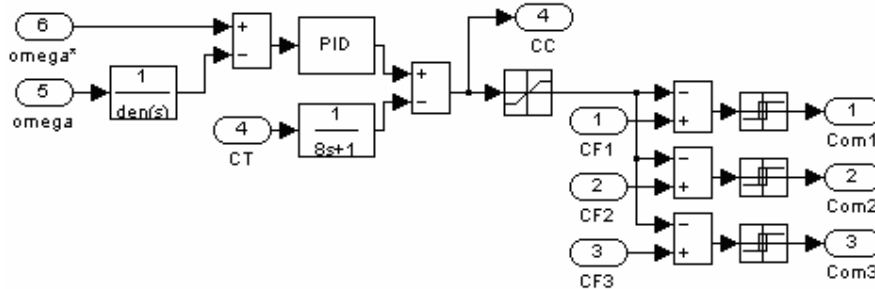 6
omega*
+
−
PID
4
CC
5
omega
1
den(s)
+
−
4
CT
1
8s+1
−
+
1
CF1
1
Com1
−
+
2
CF2
2
Com2
−
+
3
CF3
3
Com3